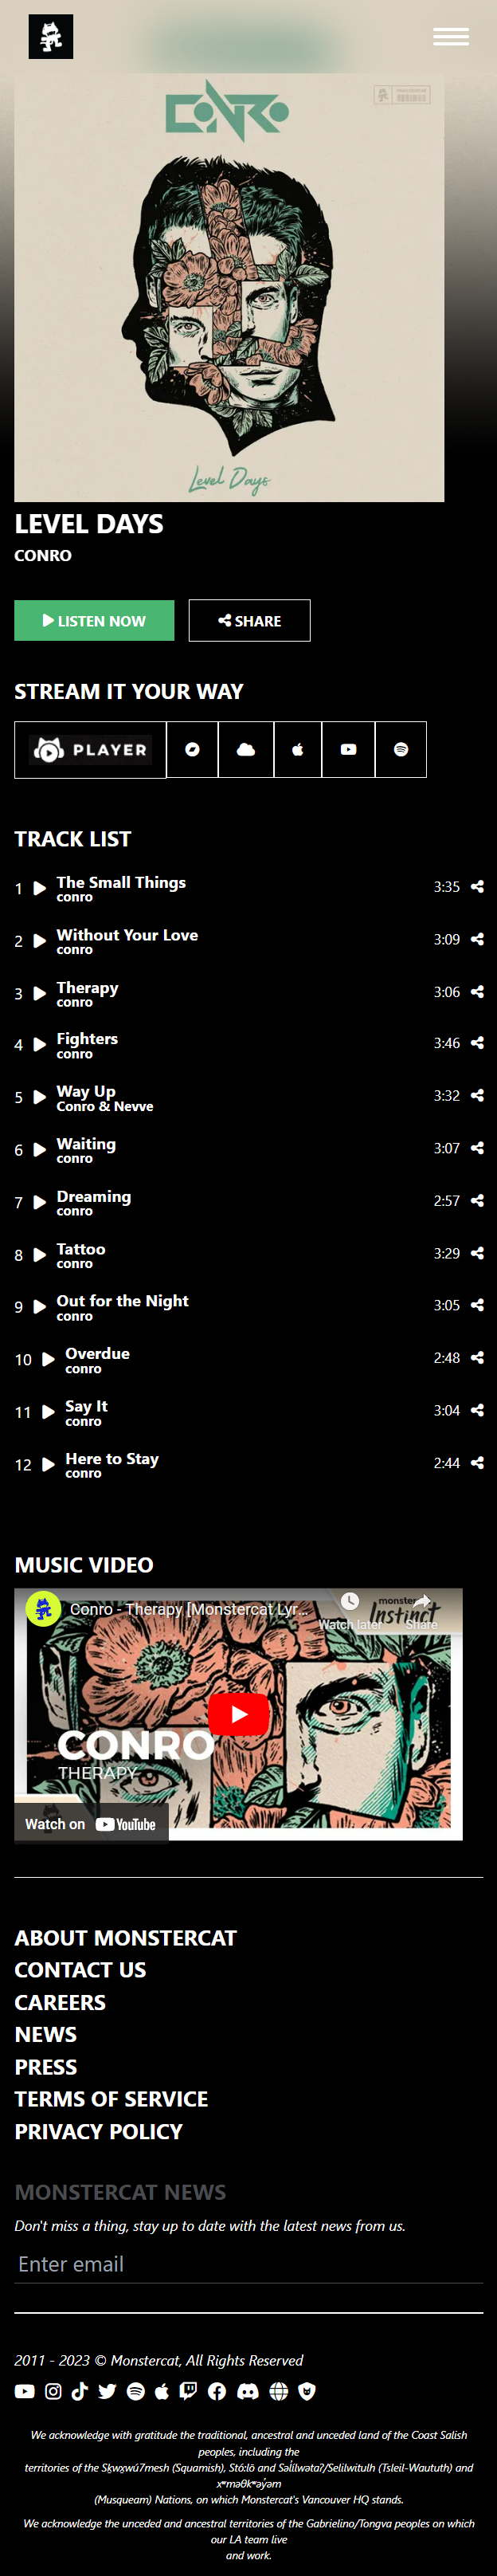 CONRO
Level Days
LEVEL DAYS
CONRO
LISTEN NOW
SHARE
STREAM IT YOUR WAY
PLAYER
TRACK LIST
1 The Small Things 3:35
conro
2 Without Your Love 3:09
conro
3 Therapy 3:06
conro
4 Fighters 3:46
conro
5 Way Up 3:32
Conro & Nevve
6 Waiting 3:07
conro
7 Dreaming 2:57
conro
8 Tattoo 3:29
conro
9 Out for the Night 3:05
conro
10 Overdue 2:48
conro
11 Say It 3:04
conro
12 Here to Stay 2:44
conro
MUSIC VIDEO
Conro - Therapy [Monstercat Lyr...
Instinct
Watch later Share
CONRO
THERAPY
Watch on YouTube
ABOUT MONSTERCAT
CONTACT US
CAREERS
NEWS
PRESS
TERMS OF SERVICE
PRIVACY POLICY
MONSTERCAT NEWS
Don't miss a thing, stay up to date with the latest news from us.
Enter email
2011 - 2023 © Monstercat, All Rights Reserved
We acknowledge with gratitude the traditional, ancestral and unceded land of the Coast Salish
peoples, including the
territories of the Sḵwx̱wú7mesh (Squamish), Stó:lō and Səl̓ílwətaʔ/Selilwitulh (Tsleil-Waututh) and
xʷməθkʷəy̓əm
(Musqueam) Nations, on which Monstercat's Vancouver HQ stands.
We acknowledge the unceded and ancestral territories of the Gabrielino/Tongva peoples on which
our LA team live
and work.